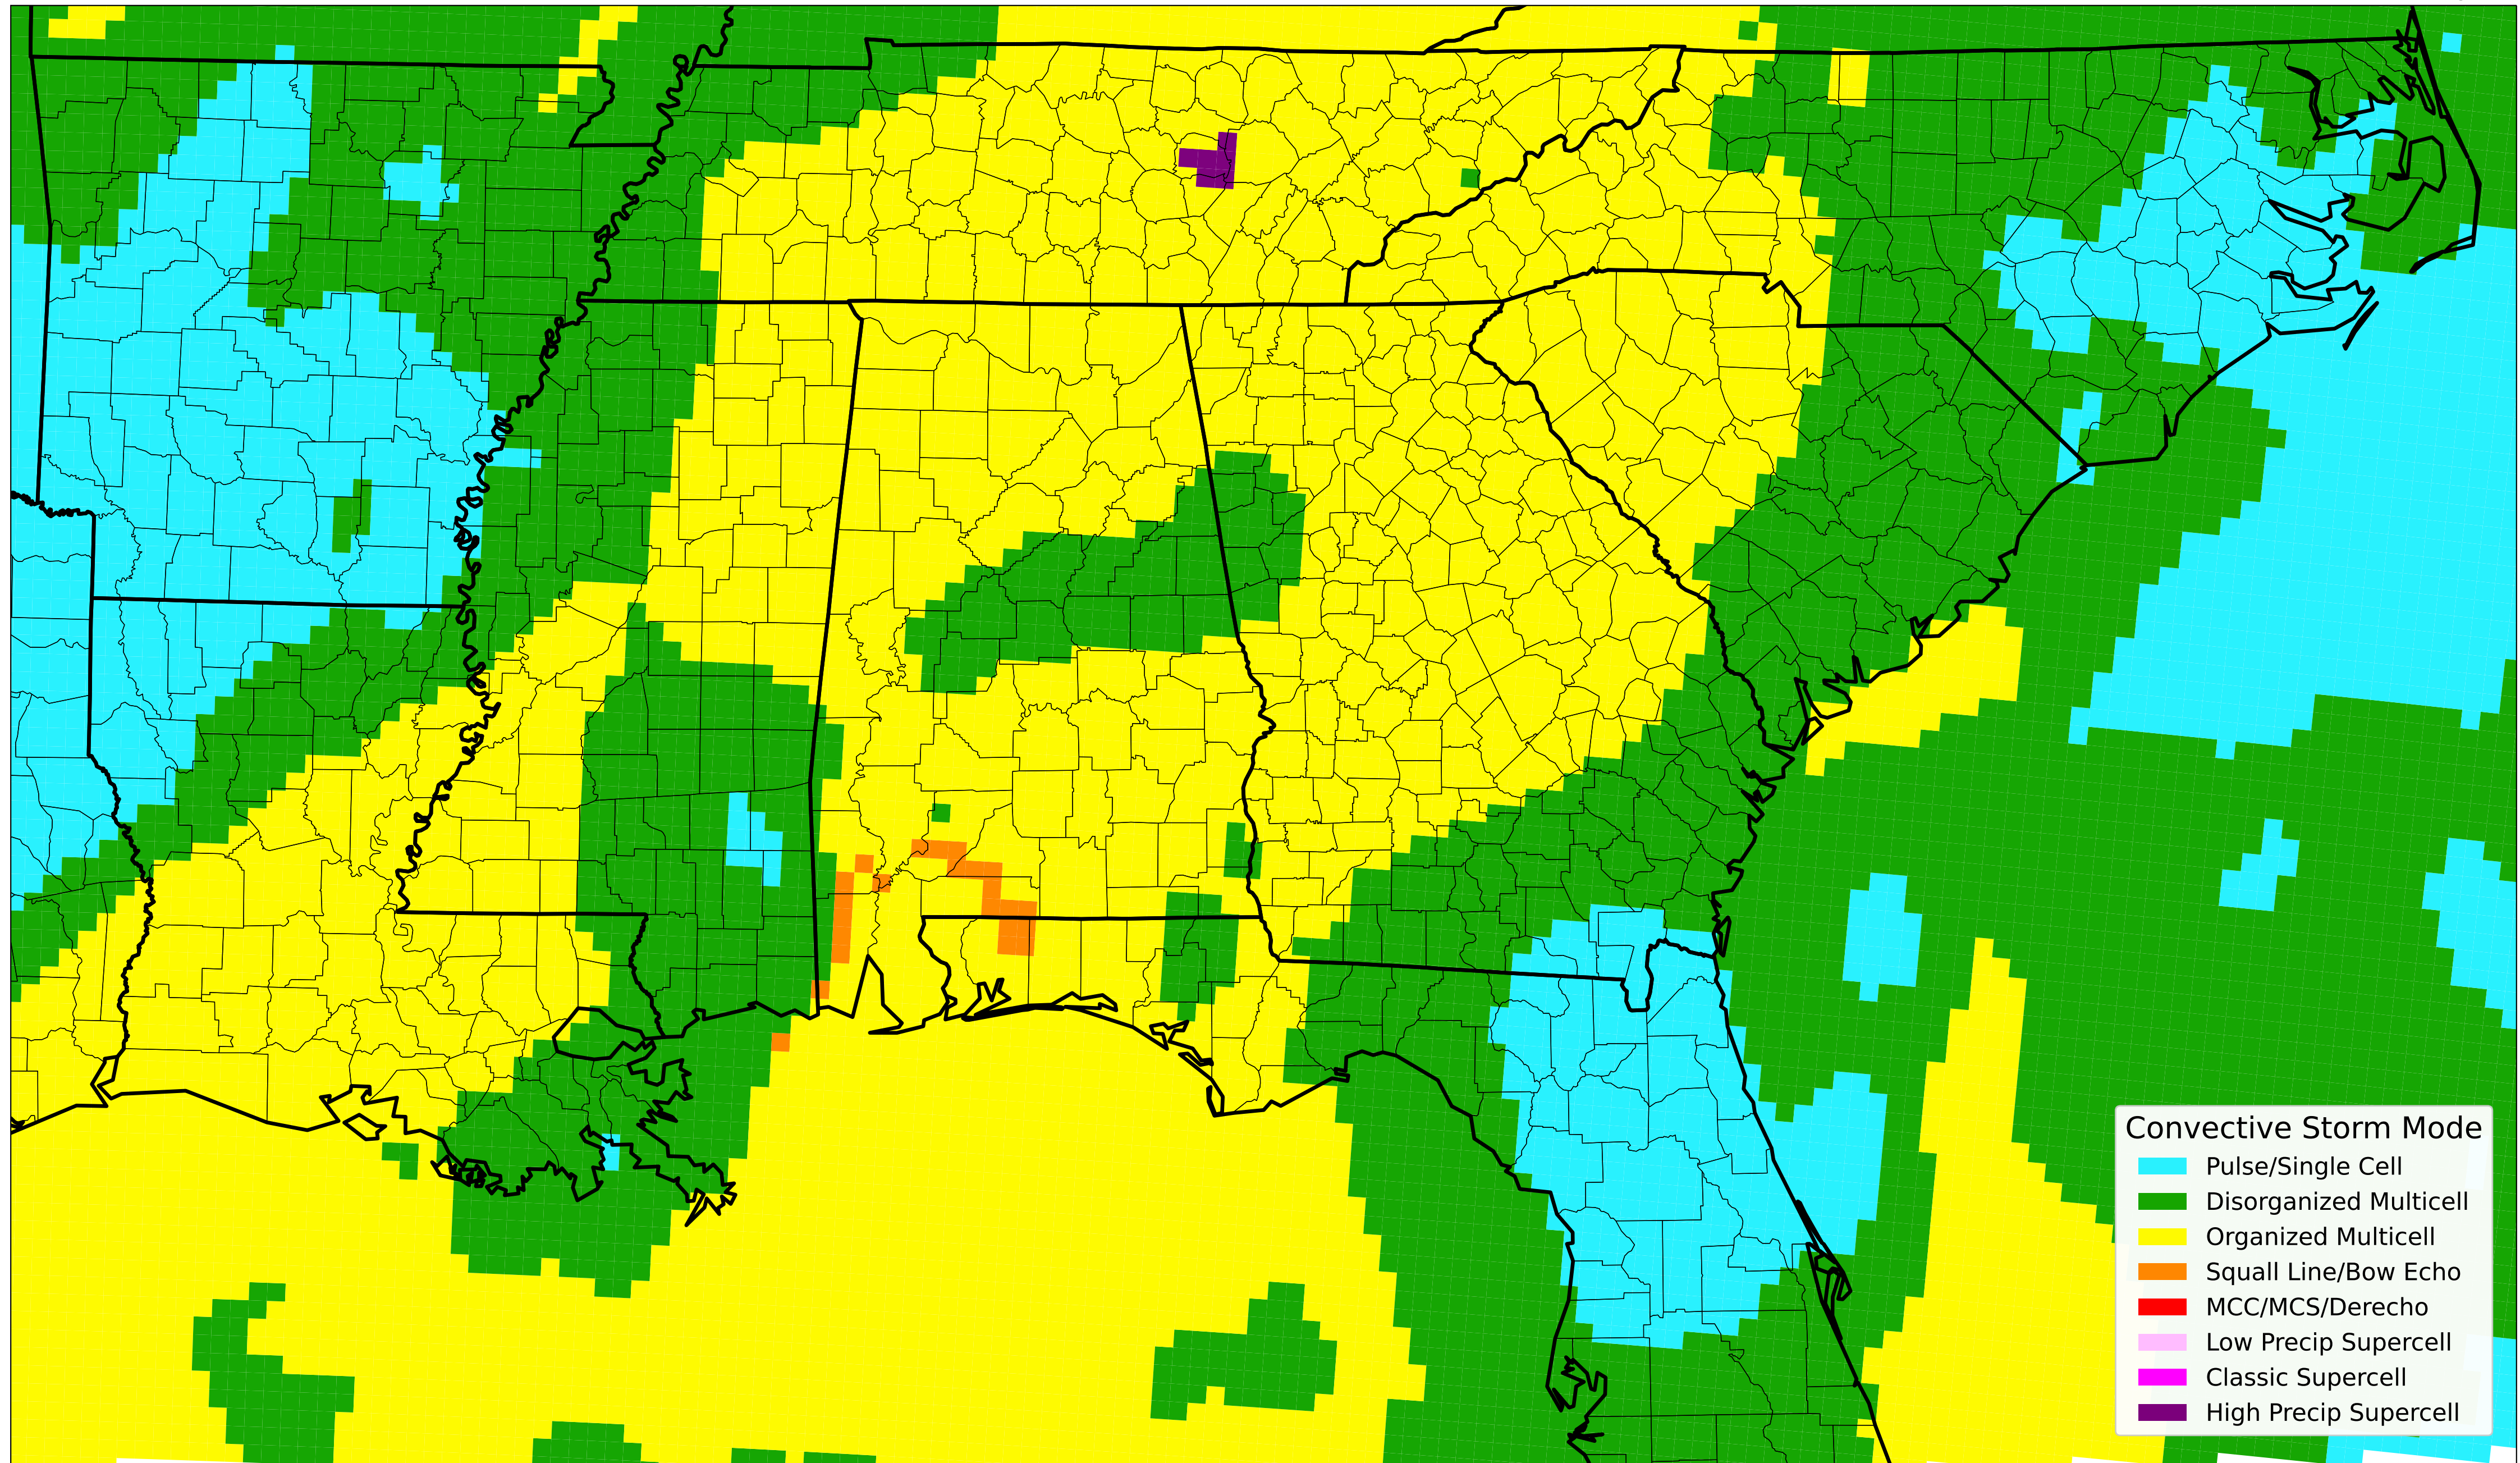 Convective Storm Mode
Pulse/Single Cell
Disorganized Multicell
Organized Multicell
Squall Line/Bow Echo
MCC/MCS/Derecho
Low Precip Supercell
Classic Supercell
High Precip Supercell